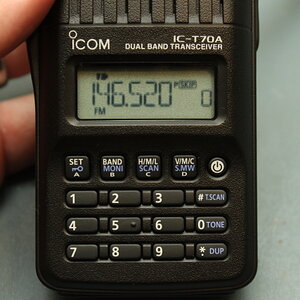 ICOM IC-T70A
DUAL BAND TRANSCEIVER
P SKIP
146.520 0
FM
SET BAND H/M/L V/M/C
MONI SCAN S.MW
A B C D
1 2 3 #T.SCAN
4 5 6 0 TONE
7 8 9 *. DUP